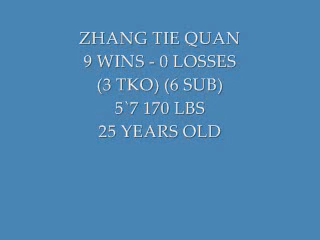 ZHANG TIE QUAN
9 WINS - 0 LOSSES
(3 TKO) (6 SUB)
5`7 170 LBS
25 YEARS OLD